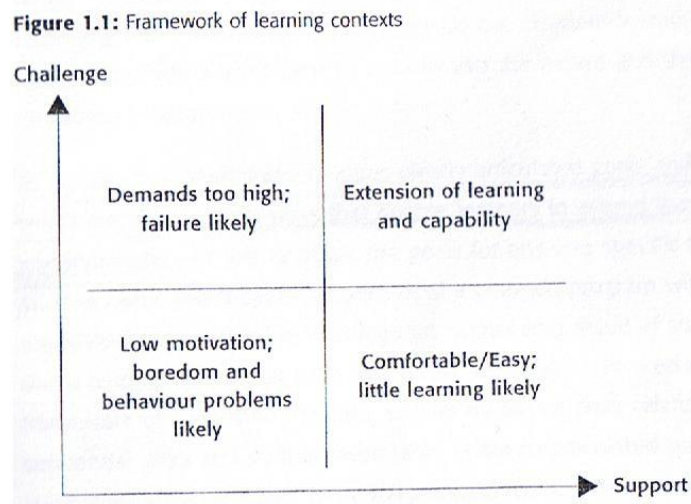 Figure 1.1: Framework of learning contexts
Challenge
Demands too high;
failure likely
Extension of learning
and capability
Low motivation;
boredom and
behaviour problems
likely
Comfortable/Easy;
little learning likely
Support